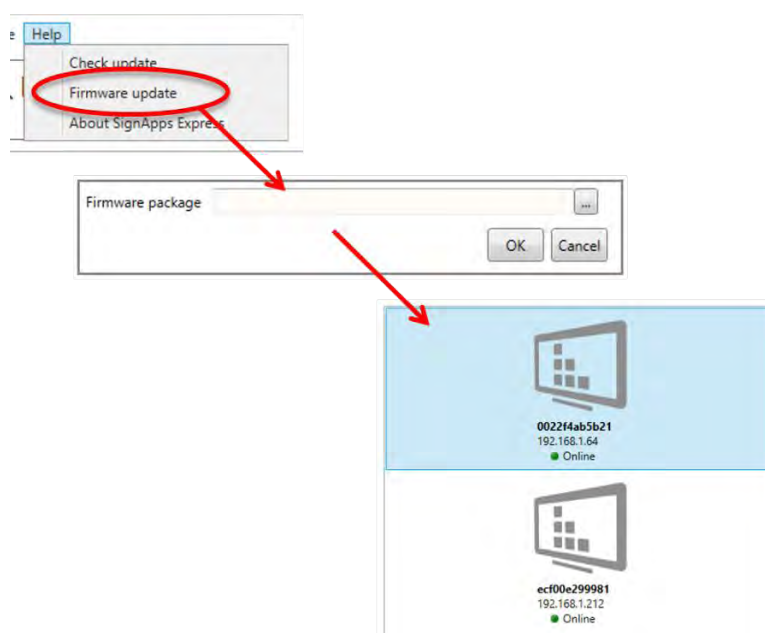 e Help
Check update
Firmware update
About SignApps Express
Firmware package ...
OK Cancel
0022f4ab5b21
192.168.1.64
Online
ecf00e299981
192.168.1.212
Online